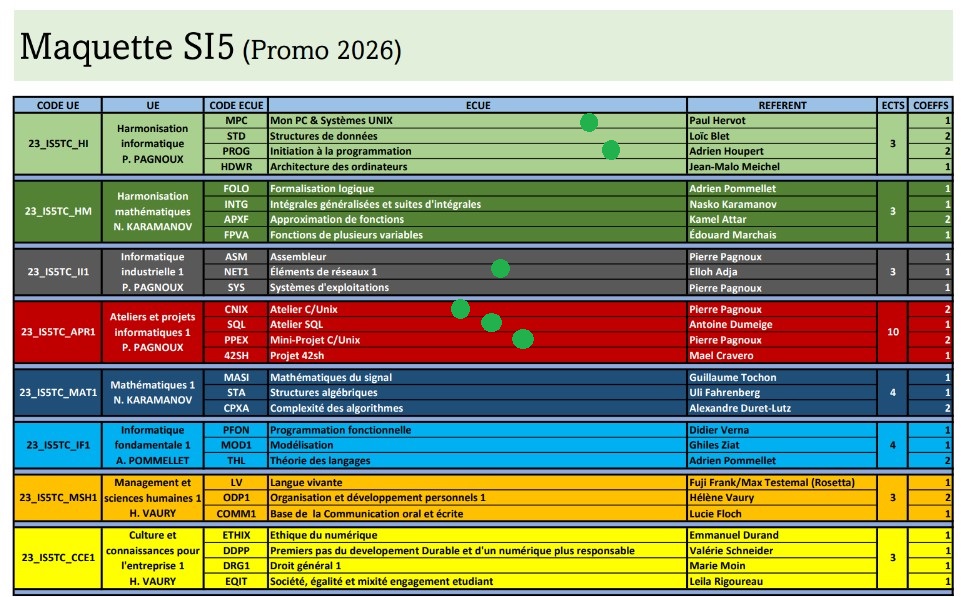 Maquette SI5 (Promo 2026)
CODE UE UE CODE ECUE ECUE REFERENT ECTS COEFFS
23_IS5TC_HI Harmonisation informatique P. PAGNOUX 3
MPC Mon PC & Systèmes UNIX Paul Hervot 1
STD Structures de données Loïc Blet 2
PROG Initiation à la programmation Adrien Houpert 2
HDWR Architecture des ordinateurs Jean-Malo Meichel 1
23_IS5TC_HM Harmonisation mathématiques N. KARAMANOV 3
FOLO Formalisation logique Adrien Pommellet 1
INTG Intégrales généralisées et suites d'intégrales Nasko Karamanov 1
APXF Approximation de fonctions Kamel Attar 2
FPVA Fonctions de plusieurs variables Édouard Marchais 1
23_IS5TC_II1 Informatique industrielle 1 P. PAGNOUX 3
ASM Assembleur Pierre Pagnoux 1
NET1 Éléments de réseaux 1 Elloh Adja 1
SYS Systèmes d'exploitations Pierre Pagnoux 1
23_IS5TC_APR1 Ateliers et projets informatiques 1 P. PAGNOUX 10
CNIX Atelier C/Unix Pierre Pagnoux 2
SQL Atelier SQL Antoine Dumeige 1
PPEX Mini-Projet C/Unix Pierre Pagnoux 2
42SH Projet 42sh Mael Cravero 1
23_IS5TC_MAT1 Mathématiques 1 N. KARAMANOV 4
MASI Mathématiques du signal Guillaume Tochon 1
STA Structures algébriques Uli Fahrenberg 1
CPXA Complexité des algorithmes Alexandre Duret-Lutz 2
23_IS5TC_IF1 Informatique fondamentale 1 A. POMMELLET 4
PFON Programmation fonctionnelle Didier Verna 1
MOD1 Modélisation Ghiles Ziat 1
THL Théorie des langages Adrien Pommellet 2
23_IS5TC_MSH1 Management et sciences humaines 1 H. VAURY 3
LV Langue vivante Fuji Frank/Max Testemal (Rosetta) 1
ODP1 Organisation et développement personnels 1 Hélène Vaury 2
COMM1 Base de la Communication oral et écrite Lucie Floch 1
23_IS5TC_CCE1 Culture et connaissances pour l'entreprise 1 H. VAURY 3
ETHIX Ethique du numérique Emmanuel Durand 1
DDPP Premiers pas du developement Durable et d'un numérique plus responsable Valérie Schneider 1
DRG1 Droit général 1 Marie Moin 1
EQIT Société, égalité et mixité engagement etudiant Leila Rigoureau 1